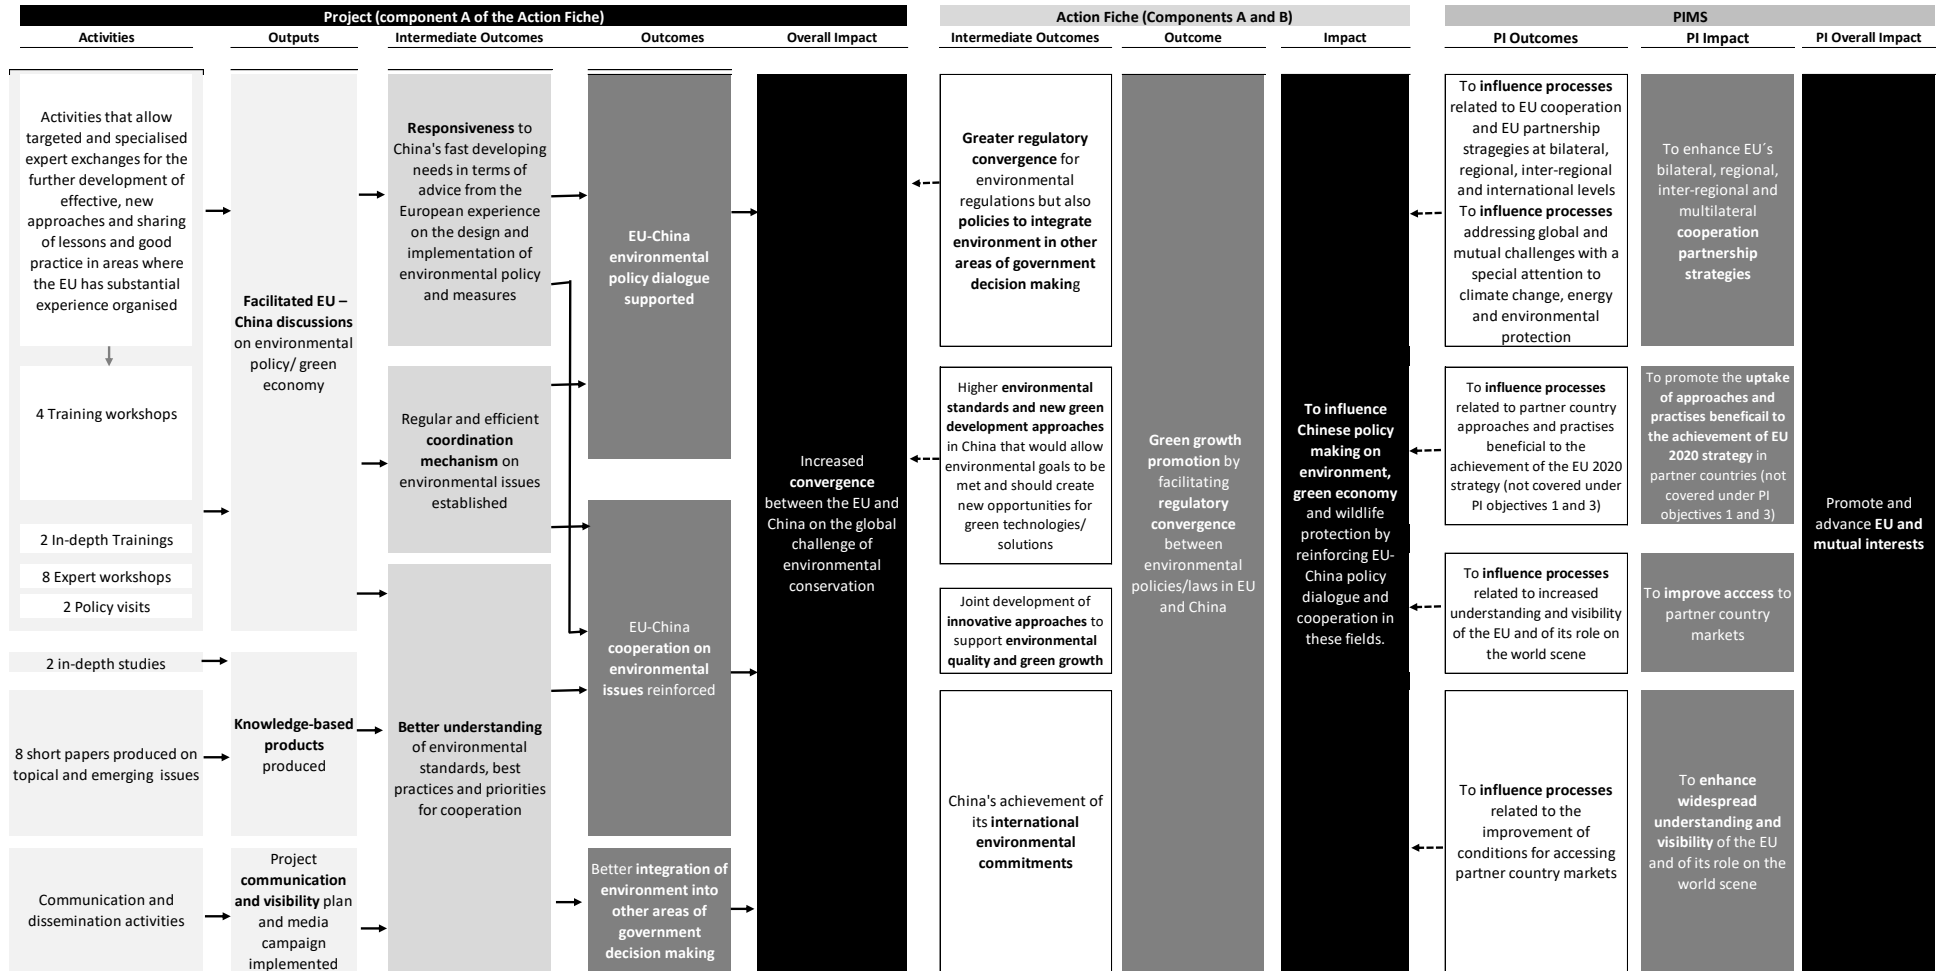 Project (component A of the Action Fiche)
Action Fiche (Components A and B)
PIMS
Activities
Outputs
Intermediate Outcomes
Outcomes
Overall Impact
Intermediate Outcomes
Outcome
Impact
PI Outcomes
PI Impact
PI Overall Impact
Activities that allow
targeted and specialised
expert exchanges for the
further development of
effective, new
approaches and sharing
of lessons and good
practice in areas where
the EU has substantial
experience organised
4 Training workshops
2 In-depth Trainings
8 Expert workshops
2 Policy visits
2 in-depth studies
8 short papers produced on
topical and emerging issues
Communication and
dissemination activities
Facilitated EU –
China discussions
on environmental
policy/ green
economy
Knowledge-based
products
produced
Project
communication
and visibility plan
and media
campaign
implemented
Responsiveness to
China's fast developing
needs in terms of
advice from the
European experience
on the design and
implementation of
environmental policy
and measures
Regular and efficient
coordination
mechanism on
environmental issues
established
Better understanding
of environmental
standards, best
practices and priorities
for cooperation
EU-China
environmental
policy dialogue
supported
EU-China
cooperation on
environmental
issues reinforced
Better integration of
environment into
other areas of
government
decision making
Increased
convergence
between the EU and
China on the global
challenge of
environmental
conservation
Greater regulatory
convergence for
environmental
regulations but also
policies to integrate
environment in other
areas of government
decision making
Higher environmental
standards and new green
development approaches
in China that would allow
environmental goals to be
met and should create
new opportunities for
green technologies/
solutions
Joint development of
innovative approaches to
support environmental
quality and green growth
China's achievement of
its international
environmental
commitments
Green growth
promotion by
facilitating
regulatory
convergence
between
environmental
policies/laws in EU
and China
To influence
Chinese policy
making on
environment,
green economy
and wildlife
protection by
reinforcing EU-
China policy
dialogue and
cooperation in
these fields.
To influence processes
related to EU cooperation
and EU partnership
stragegies at bilateral,
regional, inter-regional
and international levels
To influence processes
addressing global and
mutual challenges with a
special attention to
climate change, energy
and environmental
protection
To influence processes
related to partner country
approaches and practises
beneficial to the
achievement of the EU 2020
strategy (not covered under
PI objectives 1 and 3)
To influence processes
related to increased
understanding and visibility
of the EU and of its role on
the world scene
To influence processes
related to the
improvement of
conditions for accessing
partner country markets
To enhance EU´s
bilateral, regional,
inter-regional and
multilateral
cooperation
partnership
strategies
To promote the uptake
of approaches and
practises beneficail to
the achievement of EU
2020 strategy in
partner countries (not
covered under PI
objectives 1 and 3)
To improve acccess to
partner country
markets
To enhance
widespread
understanding and
visibility of the EU
and of its role on the
world scene
Promote and
advance EU and
mutual interests